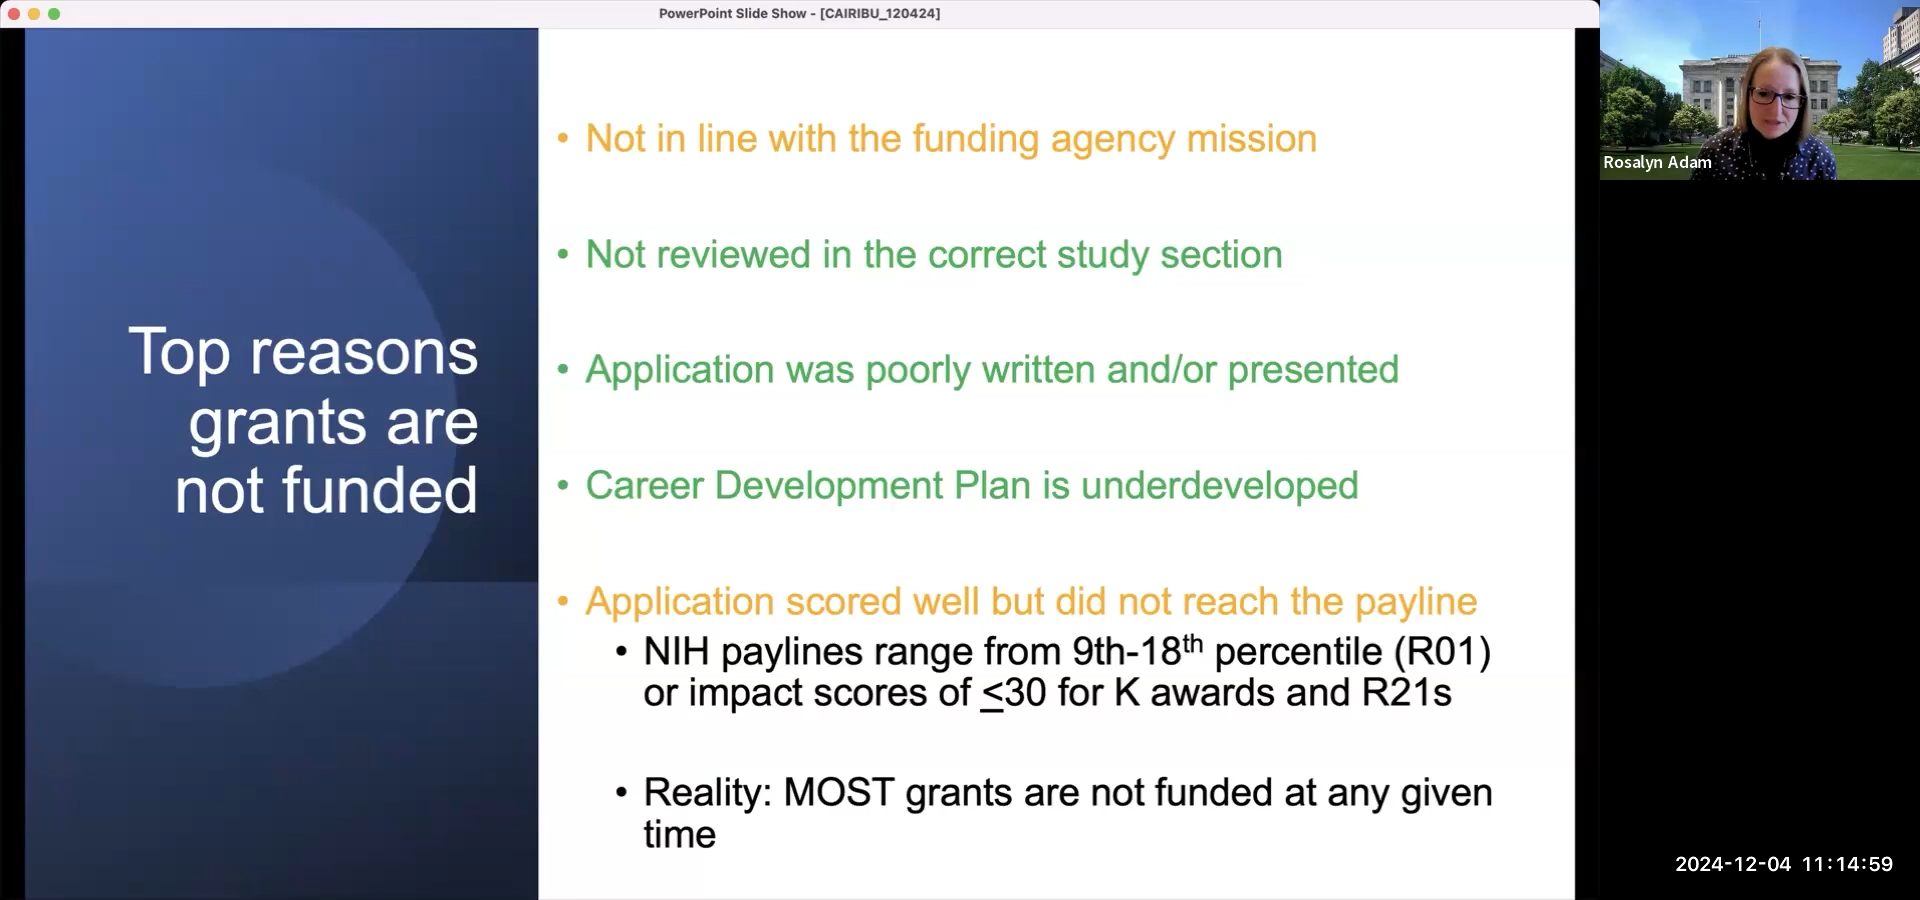 PowerPoint Slide Show - [CAIRIBU_120424]
Top reasons
grants are
not funded
• Not in line with the funding agency mission
• Not reviewed in the correct study section
• Application was poorly written and/or presented
• Career Development Plan is underdeveloped
• Application scored well but did not reach the payline
• NIH paylines range from 9th-18th percentile (R01)
or impact scores of ≤30 for K awards and R21s
• Reality: MOST grants are not funded at any given
time
Rosalyn Adam
2024-12-04 11:14:59